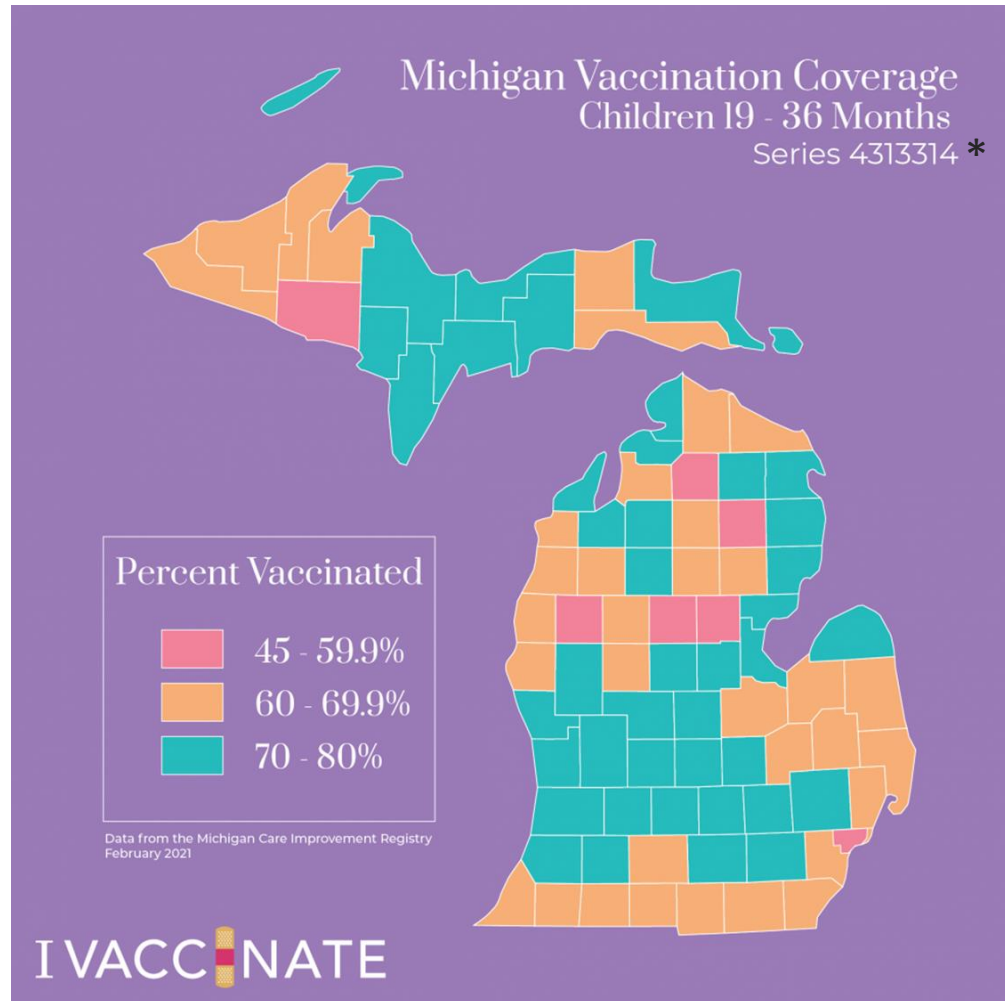 Michigan Vaccination Coverage
Children 19 - 36 Months
Series 4313314 *
Percent Vaccinated
45 - 59.9%
60 - 69.9%
70 - 80%
Data from the Michigan Care Improvement Registry
February 2021
I VACCINATE